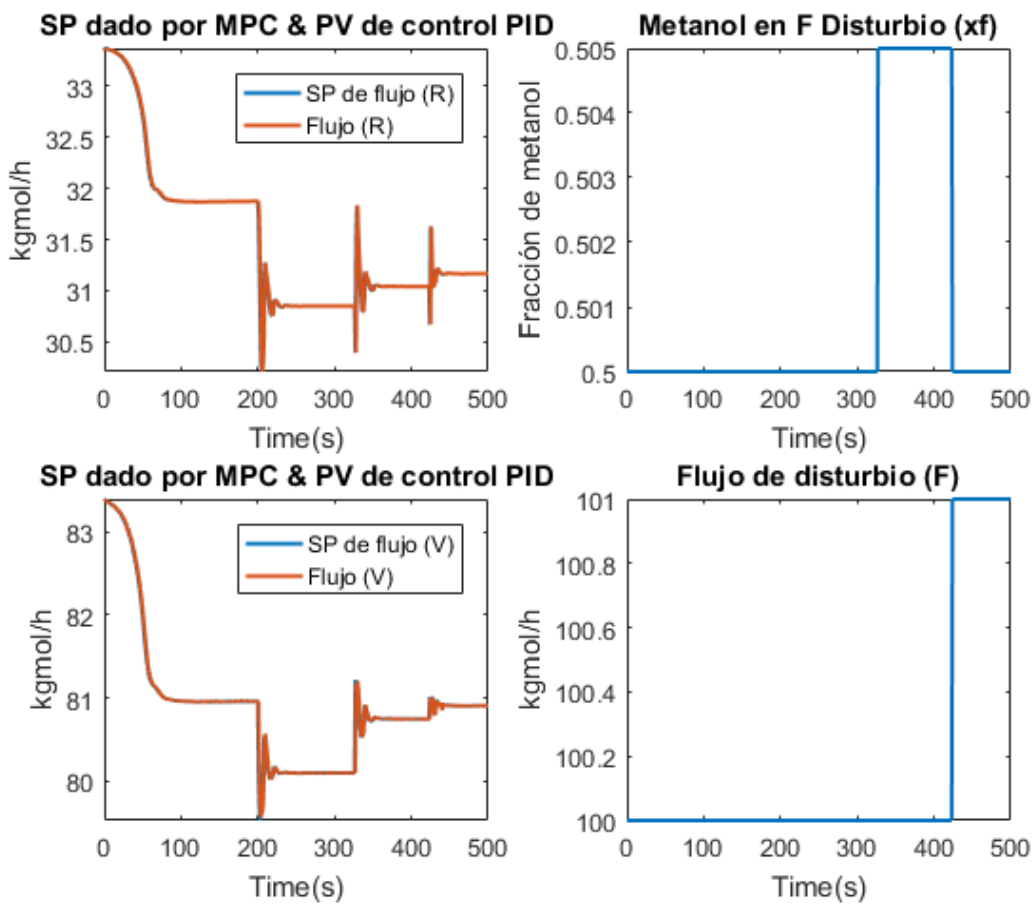 SP dado por MPC & PV de control PID
33
32.5
32
31.5
31
30.5
kgmol/h
SP de flujo (R)
Flujo (R)
0 100 200 300 400 500
Time(s)
Metanol en F Disturbio (xf)
0.505
0.504
0.503
0.502
0.501
0.5
Fracción de metanol
0 100 200 300 400 500
Time(s)
SP dado por MPC & PV de control PID
83
82
81
80
kgmol/h
SP de flujo (V)
Flujo (V)
0 100 200 300 400 500
Time(s)
Flujo de disturbio (F)
101
100.8
100.6
100.4
100.2
100
kgmol/h
0 100 200 300 400 500
Time(s)